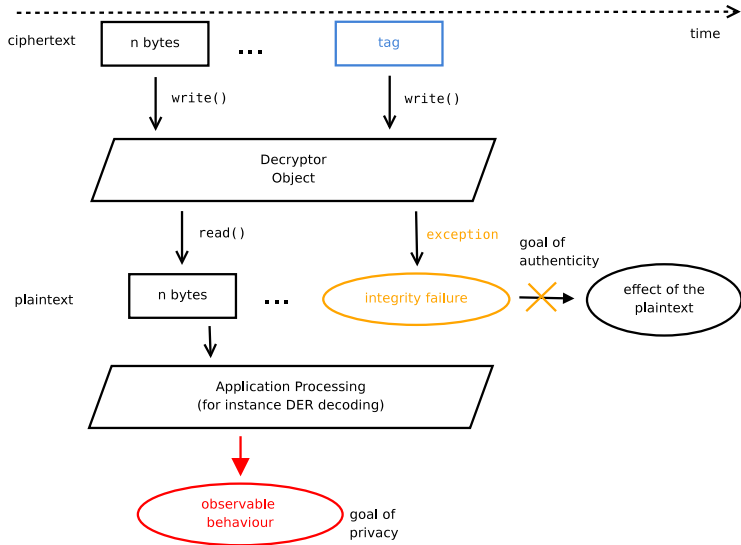 time
ciphertext
n bytes
...
tag
write()
write()
Decryptor
Object
read()
exception
goal of
authenticity
plaintext
n bytes
...
integrity failure
effect of the
plaintext
Application Processing
(for instance DER decoding)
observable
behaviour
goal of
privacy